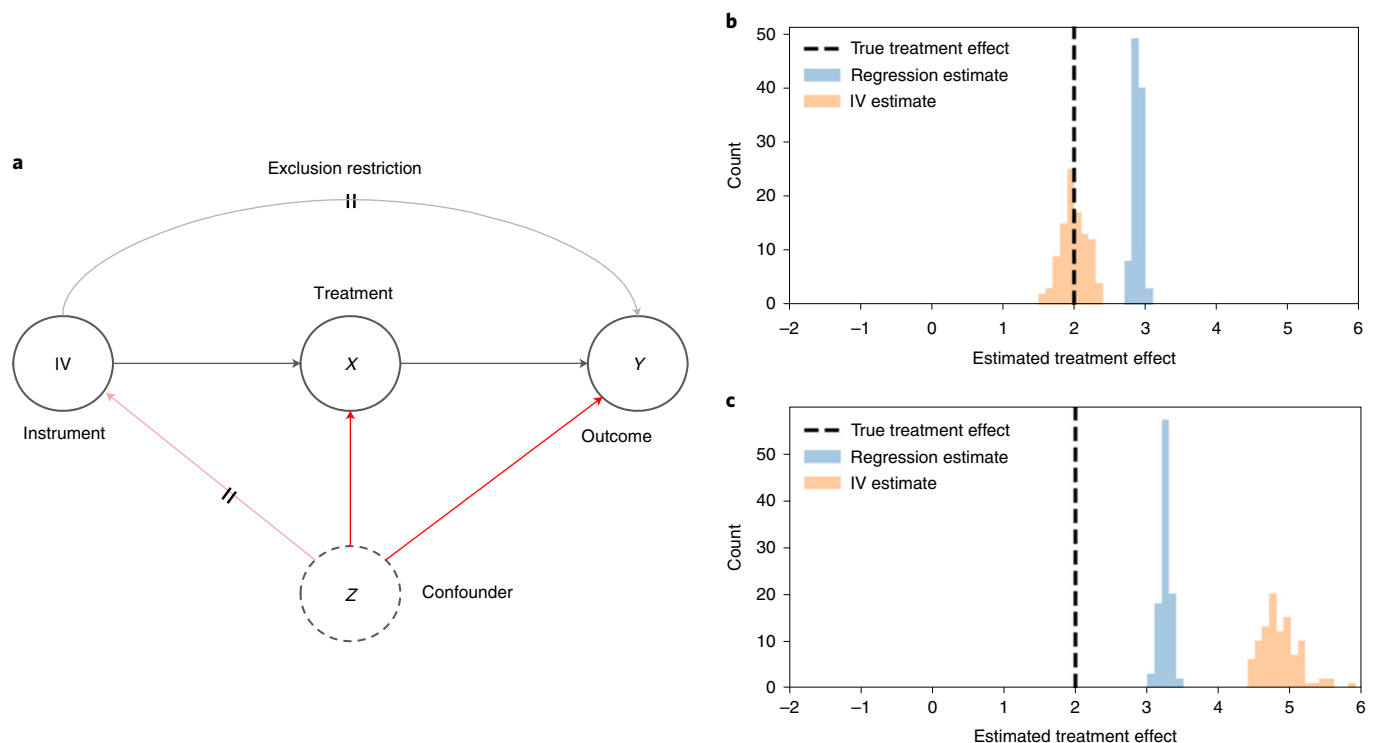 a
Exclusion restriction
Treatment
IV
X
Y
Instrument
Outcome
Z
Confounder
b
50
40
30
20
10
0
Count
True treatment effect
Regression estimate
IV estimate
–2 –1 0 1 2 3 4 5 6
Estimated treatment effect
c
50
40
30
20
10
0
Count
True treatment effect
Regression estimate
IV estimate
–2 –1 0 1 2 3 4 5 6
Estimated treatment effect